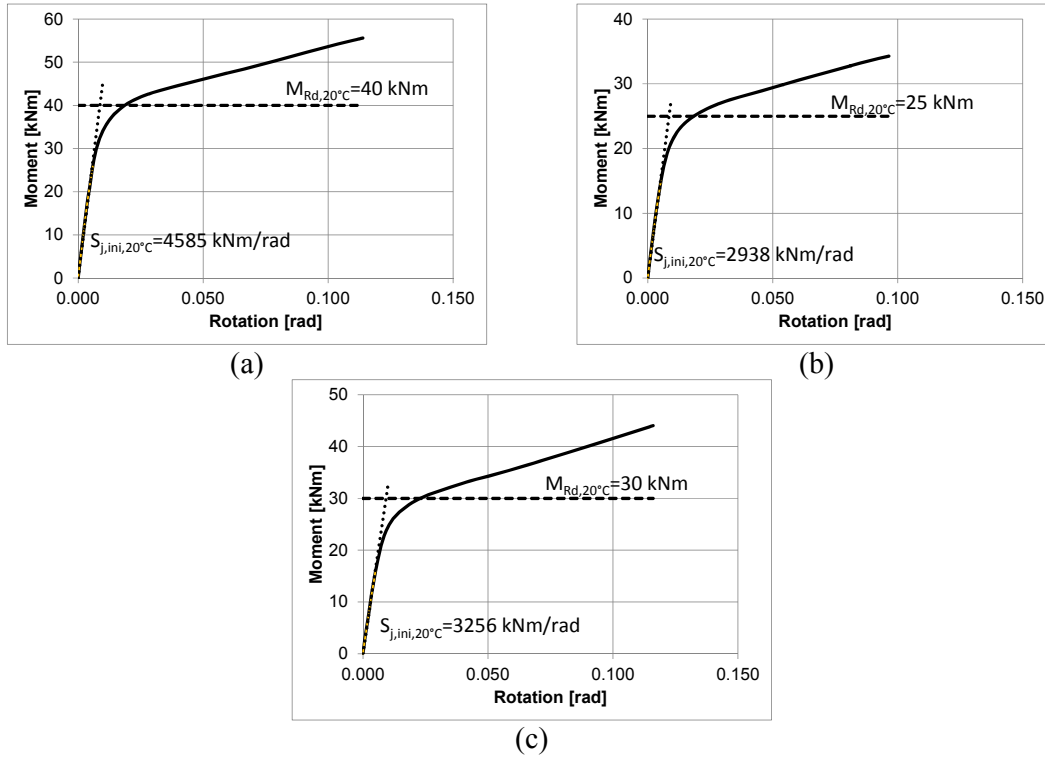 60
50
40
30
20
10
0
Moment [kNm]
M_Rd,20°C=40 kNm
S_j,ini,20°C=4585 kNm/rad
0.000 0.050 0.100 0.150
Rotation [rad]
(a)
40
30
20
10
0
Moment [kNm]
M_Rd,20°C=25 kNm
S_j,ini,20°C=2938 kNm/rad
0.000 0.050 0.100 0.150
Rotation [rad]
(b)
50
40
30
20
10
0
Moment [kNm]
M_Rd,20°C=30 kNm
S_j,ini,20°C=3256 kNm/rad
0.000 0.050 0.100 0.150
Rotation [rad]
(c)